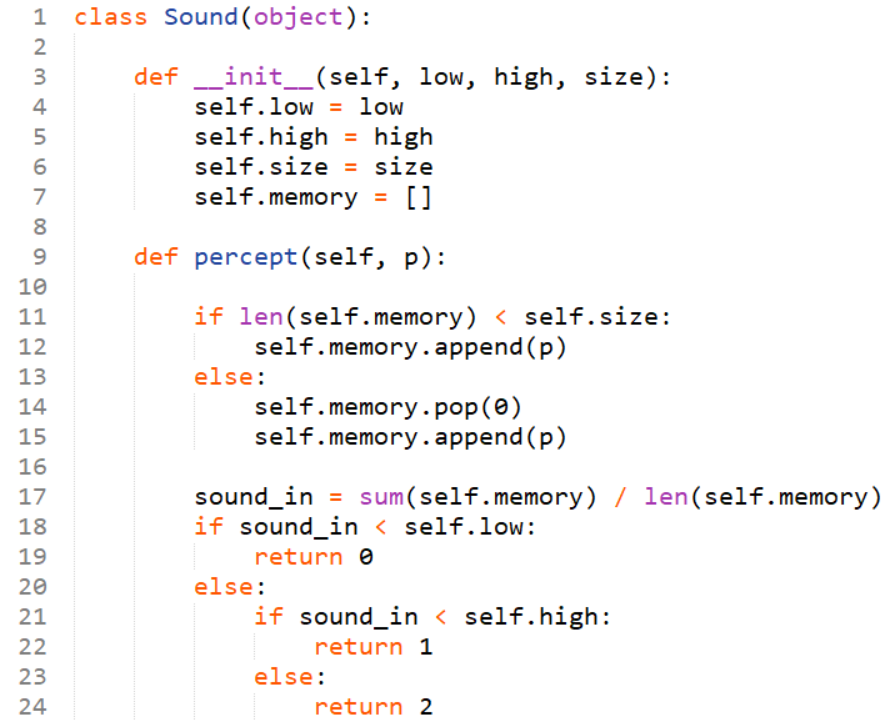 1 class Sound(object):
2
3     def __init__(self, low, high, size):
4         self.low = low
5         self.high = high
6         self.size = size
7         self.memory = []
8
9     def percept(self, p):
10
11         if len(self.memory) < self.size:
12             self.memory.append(p)
13         else:
14             self.memory.pop(0)
15             self.memory.append(p)
16
17         sound_in = sum(self.memory) / len(self.memory)
18         if sound_in < self.low:
19             return 0
20         else:
21             if sound_in < self.high:
22                 return 1
23             else:
24                 return 2